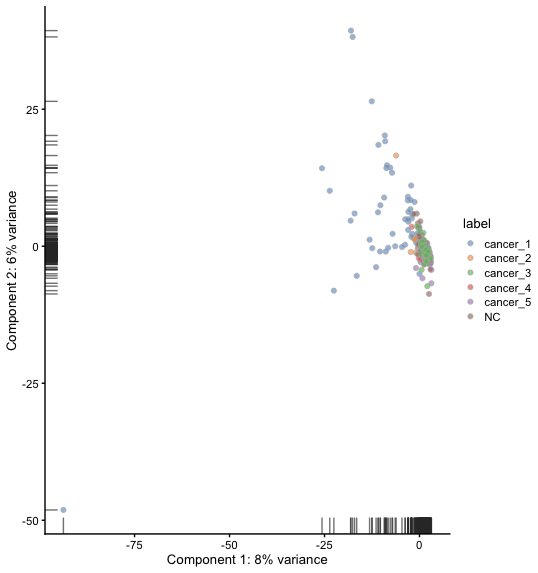 25
0
-25
-50
Component 2: 6% variance
-75
-50
-25
0
Component 1: 8% variance
label
cancer_1
cancer_2
cancer_3
cancer_4
cancer_5
NC